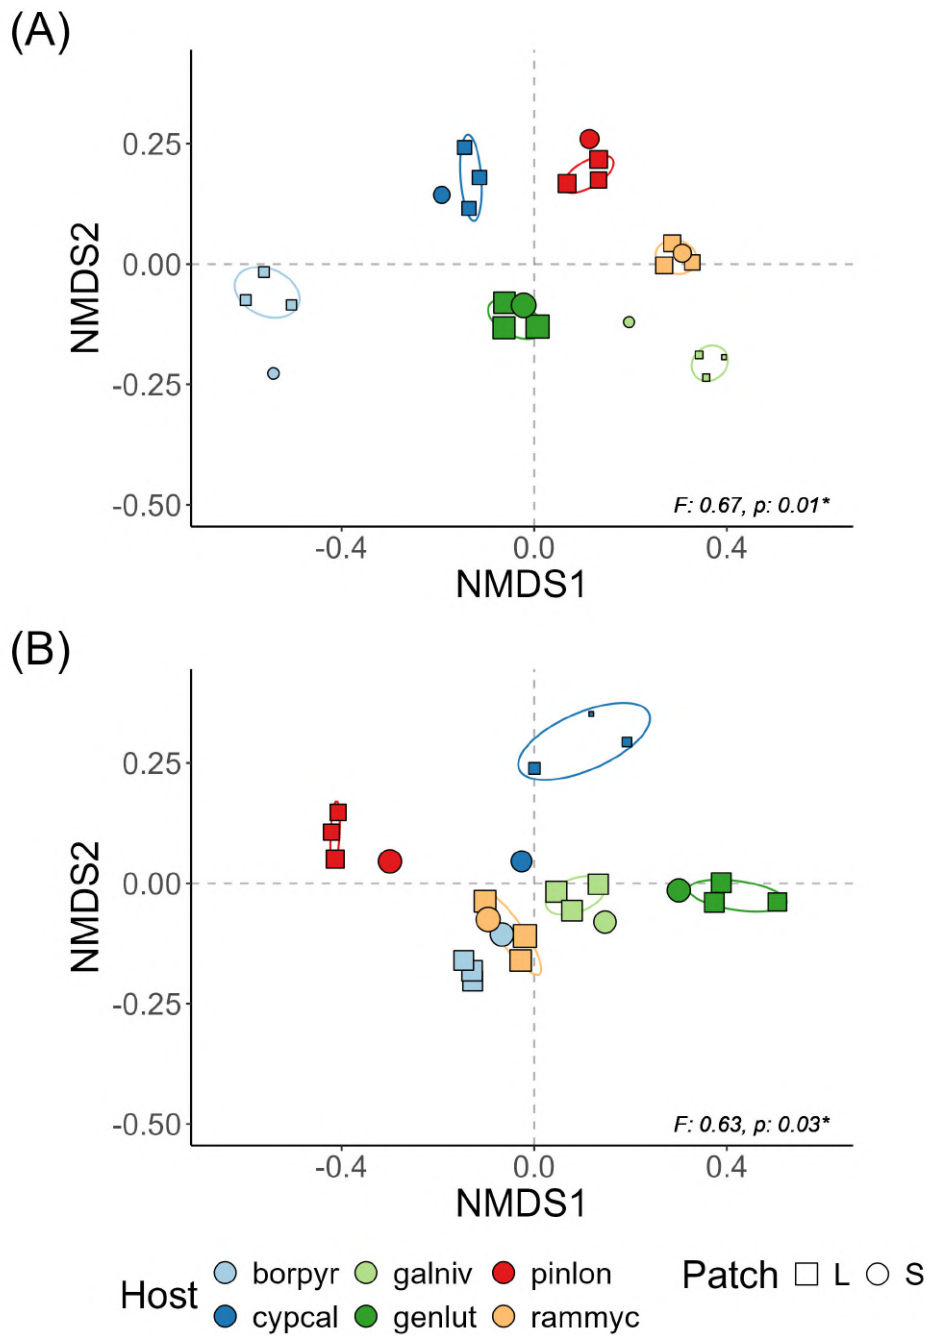 (A)
0.25
0.00
-0.25
-0.50
NMDS2
F: 0.67, p: 0.01*
-0.4 0.0 0.4
NMDS1
(B)
0.25
0.00
-0.25
-0.50
NMDS2
F: 0.63, p: 0.03*
-0.4 0.0 0.4
NMDS1
Host borpyr galniv pinlon Patch L S
cypcal genlut rammyc